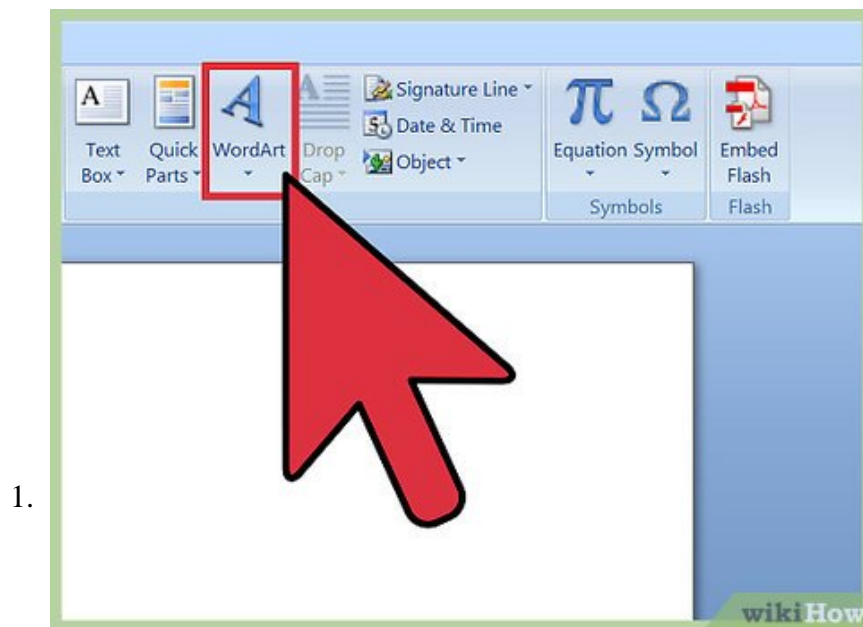 A
A
A
Signature Line
5 Date & Time
Text Box
Quick Parts
WordArt
Drop Cap
Object
π Ω
Equation Symbol
Embed Flash
Symbols
Flash
1.
wikiHow